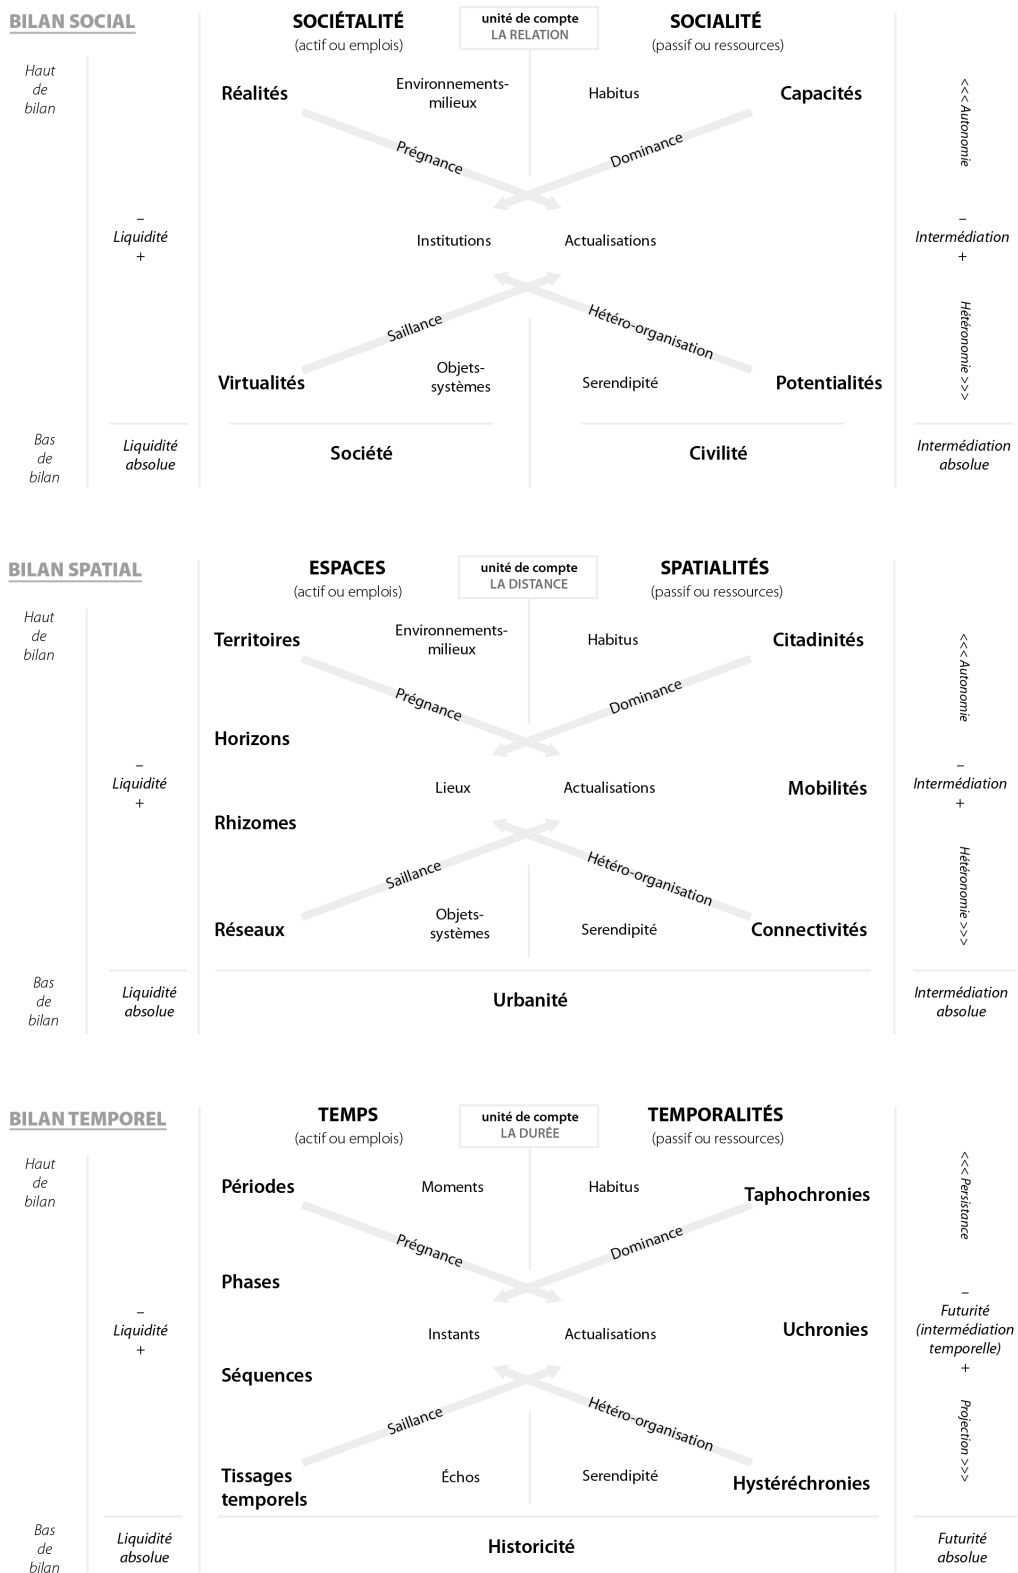 BILAN SOCIAL
SOCIÉTALITÉ
(actif ou emplois)
unité de compte
LA RELATION
SOCIALITÉ
(passif ou ressources)
Haut
de
bilan
Réalités
Environnements-
milieux
Habitus
Capacités
<<< Autonomie
Prégnance
Dominance
–
Liquidité
+
Institutions
Actualisations
–
Intermédiation
+
Saillance
Hétéro-organisation
Hétéronomie >>>
Virtualités
Objets-
systèmes
Serendipité
Potentialités
Bas
de
bilan
Liquidité
absolue
Société
Civilité
Intermédiation
absolue
BILAN SPATIAL
ESPACES
(actif ou emplois)
unité de compte
LA DISTANCE
SPATIALITÉS
(passif ou ressources)
Haut
de
bilan
Territoires
Environnements-
milieux
Habitus
Citadinités
<<< Autonomie
Prégnance
Dominance
Horizons
–
Liquidité
+
Lieux
Actualisations
Mobilités
–
Intermédiation
+
Rhizomes
Saillance
Hétéro-organisation
Hétéronomie >>>
Réseaux
Objets-
systèmes
Serendipité
Connectivités
Bas
de
bilan
Liquidité
absolue
Urbanité
Intermédiation
absolue
BILAN TEMPOREL
TEMPS
(actif ou emplois)
unité de compte
LA DURÉE
TEMPORALITÉS
(passif ou ressources)
Haut
de
bilan
Périodes
Moments
Habitus
Taphochronies
<<< Persistance
Prégnance
Dominance
Phases
–
Liquidité
+
Instants
Actualisations
Uchronies
–
Futurité
(intermédiation
temporelle)
+
Séquences
Saillance
Hétéro-organisation
Projection >>>
Tissages
temporels
Échos
Serendipité
Hystéréchronies
Bas
de
bilan
Liquidité
absolue
Historicité
Futurité
absolue